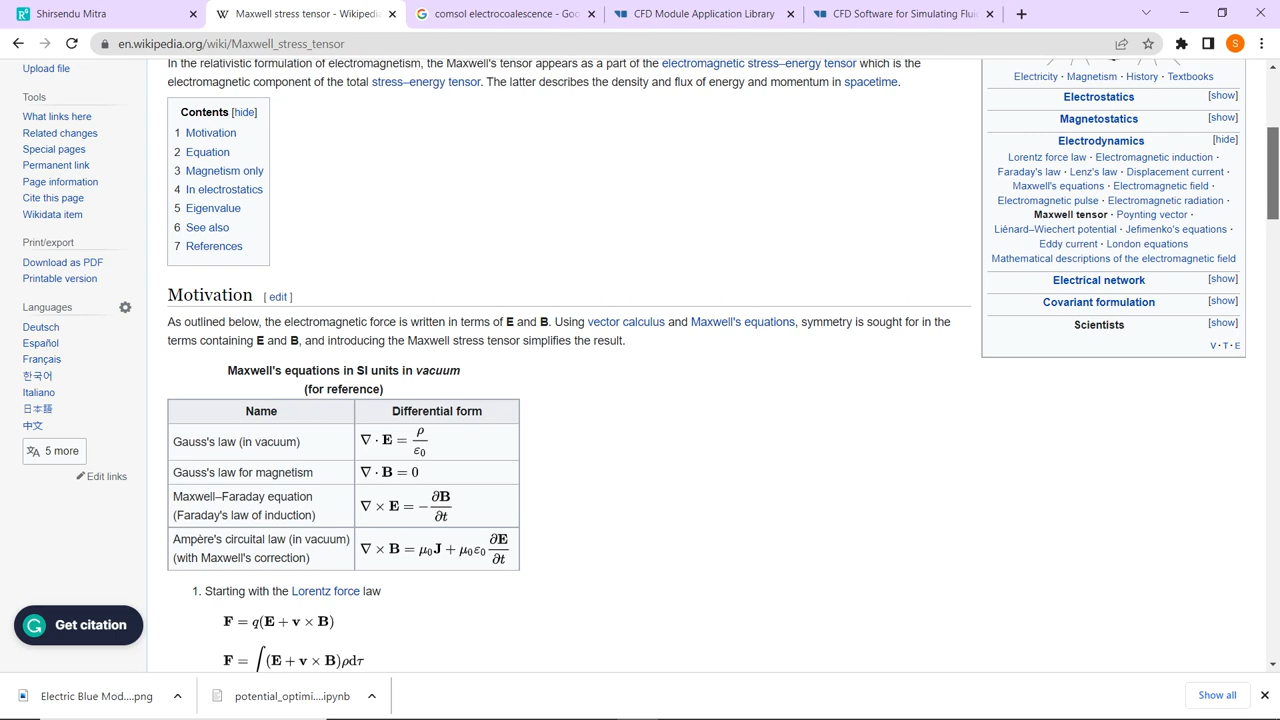 Shirsendu Mitra
Maxwell stress tensor - Wikipedia
comsol electrocoalescence - Goo
CFD Module Application Library
CFD Software for Simulating Fluid
en.wikipedia.org/wiki/Maxwell_stress_tensor
S
Upload file
Tools
What links here
Related changes
Special pages
Permanent link
Page information
Cite this page
Wikidata item
Print/export
Download as PDF
Printable version
Languages
Deutsch
Español
Français
한국어
Italiano
日本語
中文
5 more
Edit links
Get citation
In the relativistic formulation of electromagnetism, the Maxwell's tensor appears as a part of the electromagnetic stress–energy tensor which is the
electromagnetic component of the total stress–energy tensor. The latter describes the density and flux of energy and momentum in spacetime.
Contents [hide]
1 Motivation
2 Equation
3 Magnetism only
4 In electrostatics
5 Eigenvalue
6 See also
7 References
Motivation [ edit ]
As outlined below, the electromagnetic force is written in terms of E and B. Using vector calculus and Maxwell's equations, symmetry is sought for in the
terms containing E and B, and introducing the Maxwell stress tensor simplifies the result.
Maxwell's equations in SI units in vacuum
(for reference)
Name Differential form
Gauss's law (in vacuum) ∇ · E = ρ/ε₀
Gauss's law for magnetism ∇ · B = 0
Maxwell–Faraday equation
(Faraday's law of induction) ∇ × E = −∂B/∂t
Ampère's circuital law (in vacuum)
(with Maxwell's correction) ∇ × B = μ₀J + μ₀ε₀ ∂E/∂t
1. Starting with the Lorentz force law
F = q(E + v × B)
F = ∫(E + v × B)ρdτ
Electricity · Magnetism · History · Textbooks
Electrostatics [show]
Magnetostatics [show]
Electrodynamics [hide]
Lorentz force law · Electromagnetic induction ·
Faraday's law · Lenz's law · Displacement current ·
Maxwell's equations · Electromagnetic field ·
Electromagnetic pulse · Electromagnetic radiation ·
Maxwell tensor · Poynting vector ·
Liénard–Wiechert potential · Jefimenko's equations ·
Eddy current · London equations
Mathematical descriptions of the electromagnetic field
Electrical network [show]
Covariant formulation [show]
Scientists [show]
V · T · E
Electric Blue Mod....png
potential_optimi....ipynb
Show all